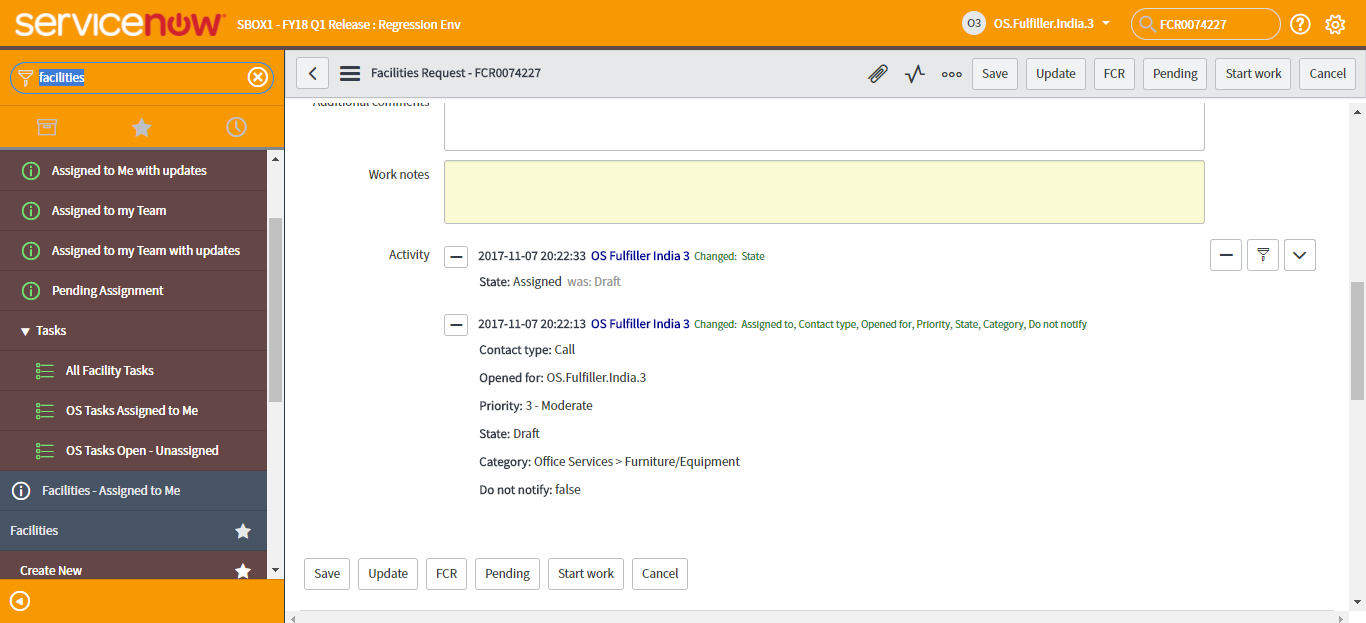 servicenow SBOX1 - FY18 Q1 Release : Regression Env
O3 OS.Fulfiller.India.3 FCR0074227
facilities
Assigned to Me with updates
Assigned to my Team
Assigned to my Team with updates
Pending Assignment
Tasks
All Facility Tasks
OS Tasks Assigned to Me
OS Tasks Open - Unassigned
Facilities - Assigned to Me
Facilities
Create New
Facilities Request - FCR0074227
Save Update FCR Pending Start work Cancel
Additional comments
Work notes
Activity
2017-11-07 20:22:33 OS Fulfiller India 3 Changed: State
State: Assigned was: Draft
2017-11-07 20:22:13 OS Fulfiller India 3 Changed: Assigned to, Contact type, Opened for, Priority, State, Category, Do not notify
Contact type: Call
Opened for: OS.Fulfiller.India.3
Priority: 3 - Moderate
State: Draft
Category: Office Services > Furniture/Equipment
Do not notify: false
Save Update FCR Pending Start work Cancel